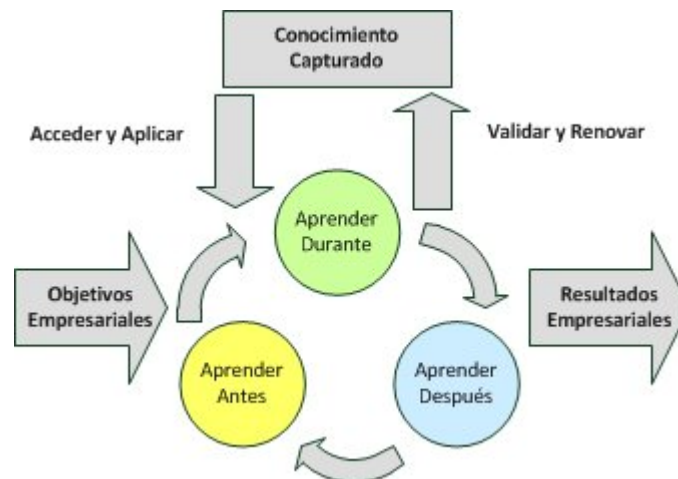 Conocimiento
Capturado
Acceder y Aplicar
Validar y Renovar
Aprender
Durante
Objetivos
Empresariales
Resultados
Empresariales
Aprender
Antes
Aprender
Después